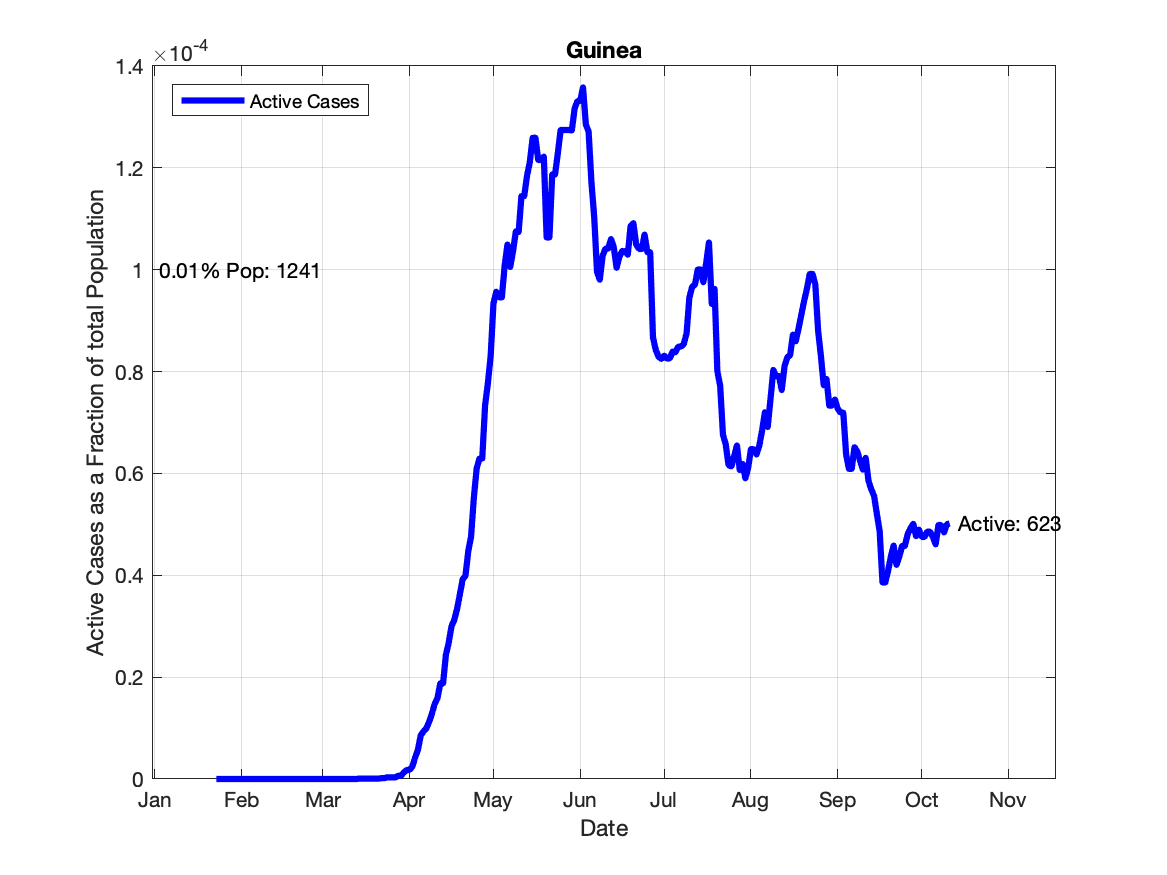 Guinea
×10⁻⁴
Active Cases
1.4
1.2
1
0.8
0.6
0.4
0.2
0
0.01% Pop: 1241
Active: 623
Active Cases as a Fraction of total Population
Jan Feb Mar Apr May Jun Jul Aug Sep Oct Nov
Date